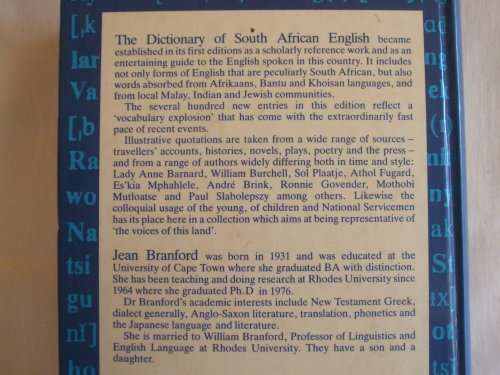 The Dictionary of South African English became
established in its first editions as a scholarly reference work and as an
entertaining guide to the English spoken in this country. It includes
not only forms of English that are peculiarly South African, but also
words absorbed from Afrikaans, Bantu and Khoisan languages, and
from local Malay, Indian and Jewish communities.
The several hundred new entries in this edition reflect a
'vocabulary explosion' that has come with the extraordinarily fast
pace of recent events.
Illustrative quotations are taken from a wide range of sources –
travellers' accounts, histories, novels, plays, poetry and the press –
and from a range of authors widely differing both in time and style:
Lady Anne Barnard, William Burchell, Sol Plaatje, Athol Fugard,
Es'kia Mphahlele, André Brink, Ronnie Govender, Mothobi
Mutloatse and Paul Slabolepszy among others. Likewise the
colloquial usage of the young, of children and National Servicemen
has its place here in a collection which aims at being representative of
'the voices of this land'.
Jean Branford was born in 1931 and was educated at the
University of Cape Town where she graduated BA with distinction.
She has been teaching and doing research at Rhodes University since
1964 where she graduated Ph.D in 1976.
Dr Branford's academic interests include New Testament Greek,
dialect generally, Anglo-Saxon literature, translation, phonetics and
the Japanese language and literature.
She is married to William Branford, Professor of Linguistics and
English Language at Rhodes University. They have a son and a
daughter.